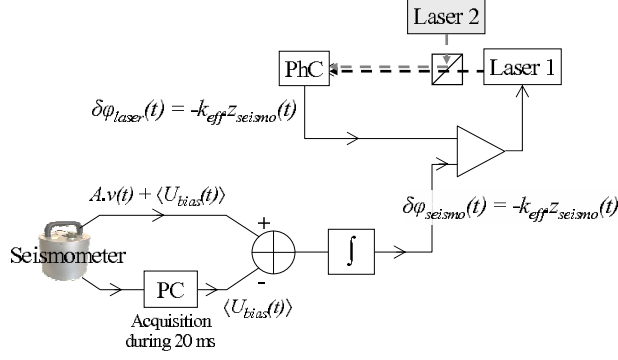 Laser 2
PhC
Laser 1
δφ_laser(t) = -k_eff z_seismo(t)
A.v(t) + ⟨U_bias(t)⟩
δφ_seismo(t) = -k_eff z_seismo(t)
+
Seismometer
∫
-
PC
⟨U_bias(t)⟩
Acquisition
during 20 ms